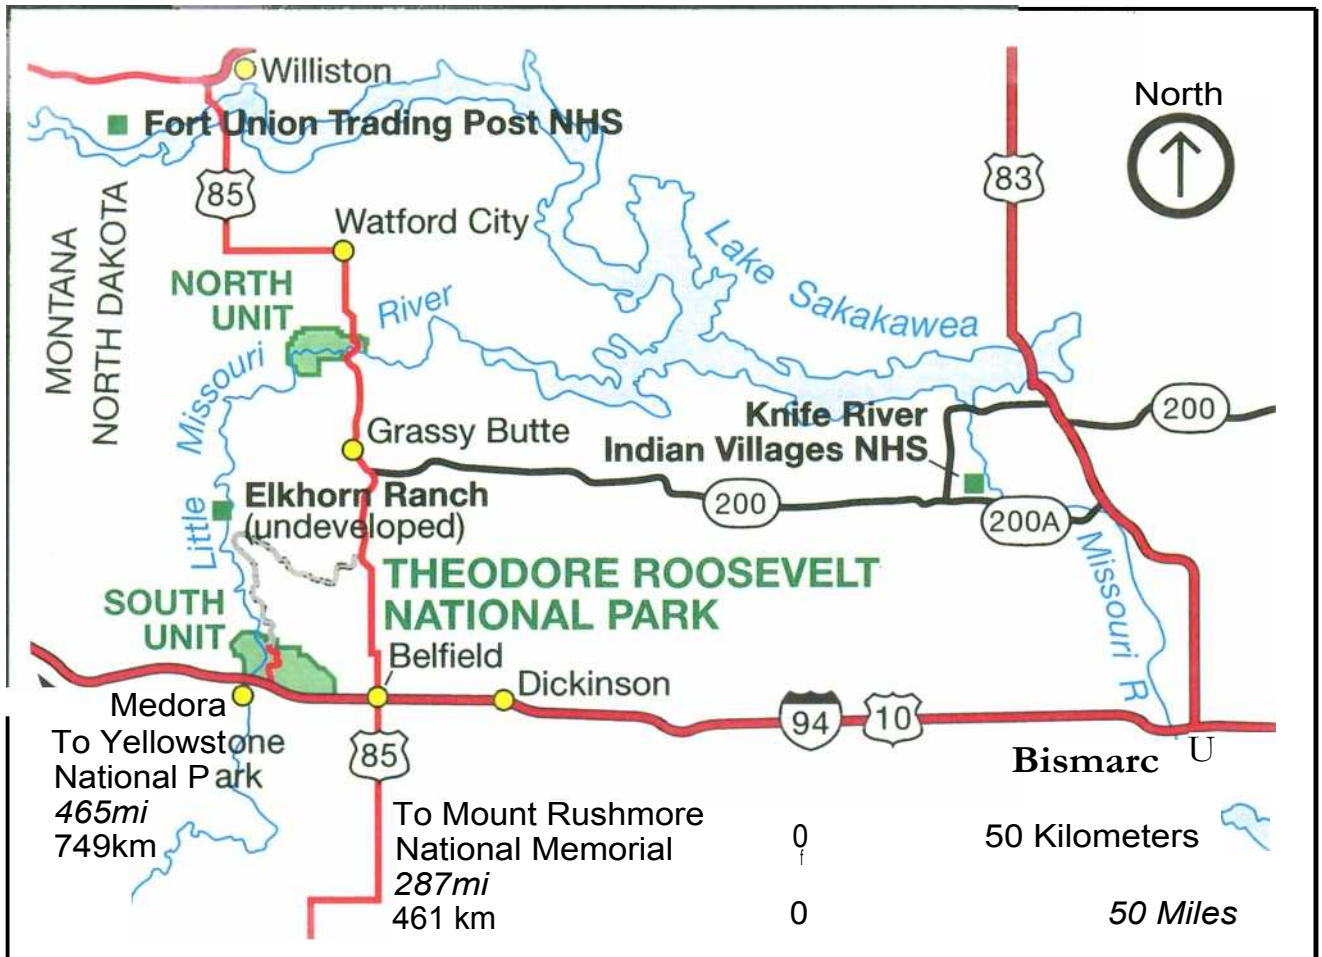 Williston
North
Fort Union Trading Post NHS
85
83
MONTANA
NORTH DAKOTA
Watford City
Lake Sakakawea
NORTH
UNIT
River
Missouri
Little
Knife River
Indian Villages NHS
200
Grassy Butte
Elkhorn Ranch
(undeveloped)
200
200A
Missouri R
THEODORE ROOSEVELT
NATIONAL PARK
SOUTH
UNIT
Belfield
Dickinson
Medora
94
10
85
Bismarc U
To Yellowstone
National Park
465mi
749km
To Mount Rushmore
National Memorial
287mi
461 km
0
50 Kilometers
0
50 Miles